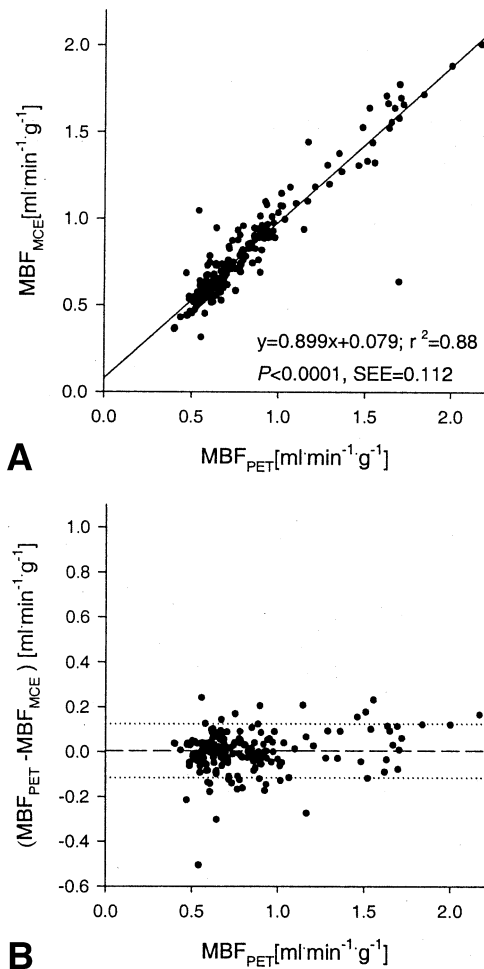 2.0
1.5
1.0
0.5
0.0
MBF_MCE [ml·min⁻¹·g⁻¹]
y=0.899x+0.079; r²=0.88
P<0.0001, SEE=0.112
0.0 0.5 1.0 1.5 2.0
A MBF_PET[ml·min⁻¹·g⁻¹]
1.0
0.8
0.6
0.4
0.2
0.0
-0.2
-0.4
-0.6
(MBF_PET -MBF_MCE) [ml·min⁻¹·g⁻¹]
0.0 0.5 1.0 1.5 2.0
B MBF_PET[ml·min⁻¹·g⁻¹]